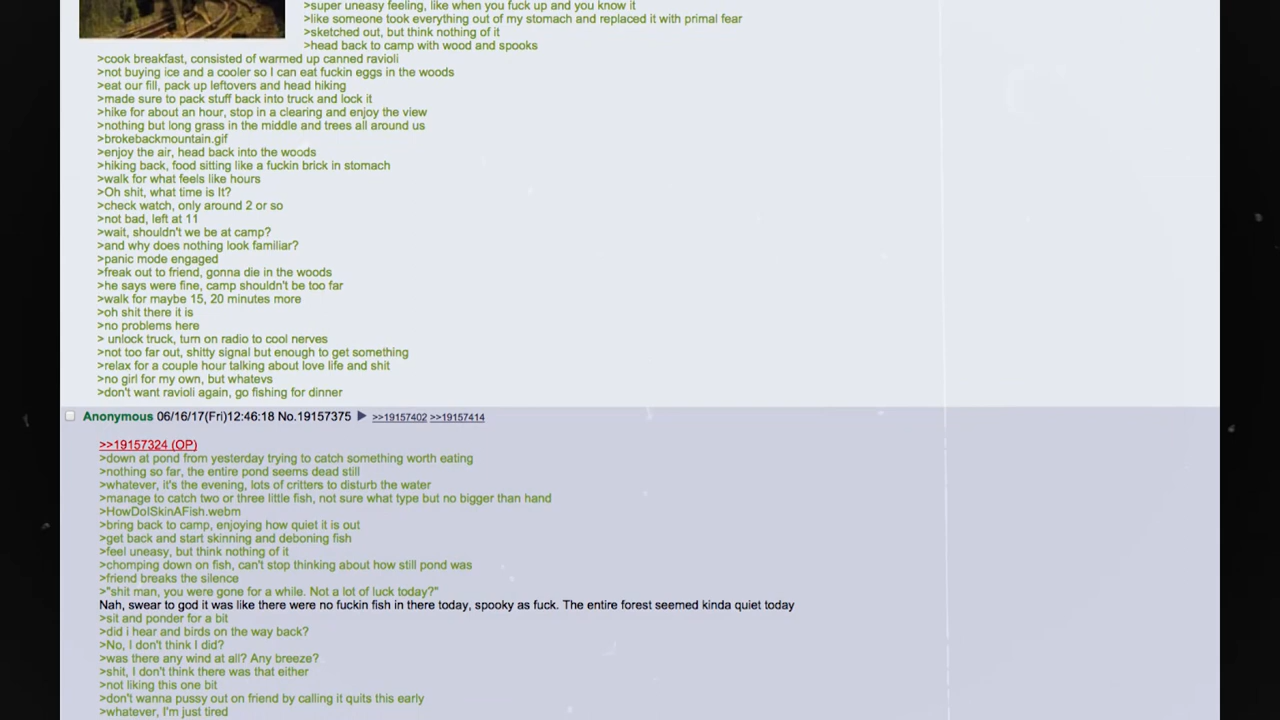 >super uneasy feeling, like when you fuck up and you know it
>like someone took everything out of my stomach and replaced it with primal fear
>sketched out, but think nothing of it
>head back to camp with wood and spooks
>cook breakfast, consisted of warmed up canned ravioli
>not buying ice and a cooler so I can eat fuckin eggs in the woods
>eat our fill, pack up leftovers and head hiking
>made sure to pack stuff back into truck and lock it
>hike for about an hour, stop in a clearing and enjoy the view
>nothing but long grass in the middle and trees all around us
>brokebackmountain.gif
>enjoy the air, head back into the woods
>hiking back, food sitting like a fuckin brick in stomach
>walk for what feels like hours
>Oh shit, what time is It?
>check watch, only around 2 or so
>not bad, left at 11
>wait, shouldn't we be at camp?
>and why does nothing look familiar?
>panic mode engaged
>freak out to friend, gonna die in the woods
>he says were fine, camp shouldn't be too far
>walk for maybe 15, 20 minutes more
>oh shit there it is
>no problems here
> unlock truck, turn on radio to cool nerves
>not too far out, shitty signal but enough to get something
>relax for a couple hour talking about love life and shit
>no girl for my own, but whatevs
>don't want ravioli again, go fishing for dinner
Anonymous 06/16/17(Fri)12:46:18 No.19157375 ▶ >>19157402 >>19157414
>>19157324 (OP)
>down at pond from yesterday trying to catch something worth eating
>nothing so far, the entire pond seems dead still
>whatever, it's the evening, lots of critters to disturb the water
>manage to catch two or three little fish, not sure what type but no bigger than hand
>HowDoISkinAFish.webm
>bring back to camp, enjoying how quiet it is out
>get back and start skinning and deboning fish
>feel uneasy, but think nothing of it
>chomping down on fish, can't stop thinking about how still pond was
>friend breaks the silence
>"shit man, you were gone for a while. Not a lot of luck today?"
Nah, swear to god it was like there were no fuckin fish in there today, spooky as fuck. The entire forest seemed kinda quiet today
>sit and ponder for a bit
>did i hear and birds on the way back?
>No, I don't think I did?
>was there any wind at all? Any breeze?
>shit, I don't think there was that either
>not liking this one bit
>don't wanna pussy out on friend by calling it quits this early
>whatever, I'm just tired